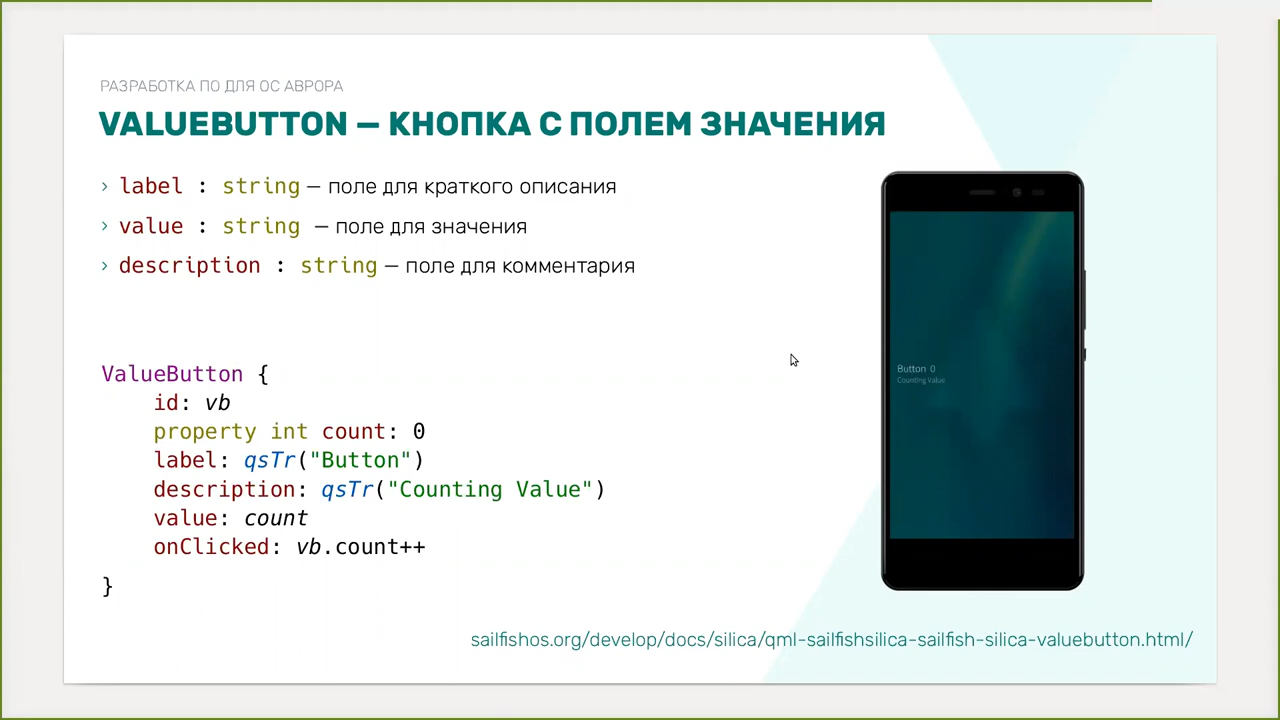 РАЗРАБОТКА ПО ДЛЯ ОС АВРОРА
VALUEBUTTON — КНОПКА С ПОЛЕМ ЗНАЧЕНИЯ
› label : string — поле для краткого описания
› value : string — поле для значения
› description : string — поле для комментария
ValueButton {
    id: vb
    property int count: 0
    label: qsTr("Button")
    description: qsTr("Counting Value")
    value: count
    onClicked: vb.count++
}
Button 0
Counting Value
sailfishos.org/develop/docs/silica/qml-sailfishsilica-sailfish-silica-valuebutton.html/